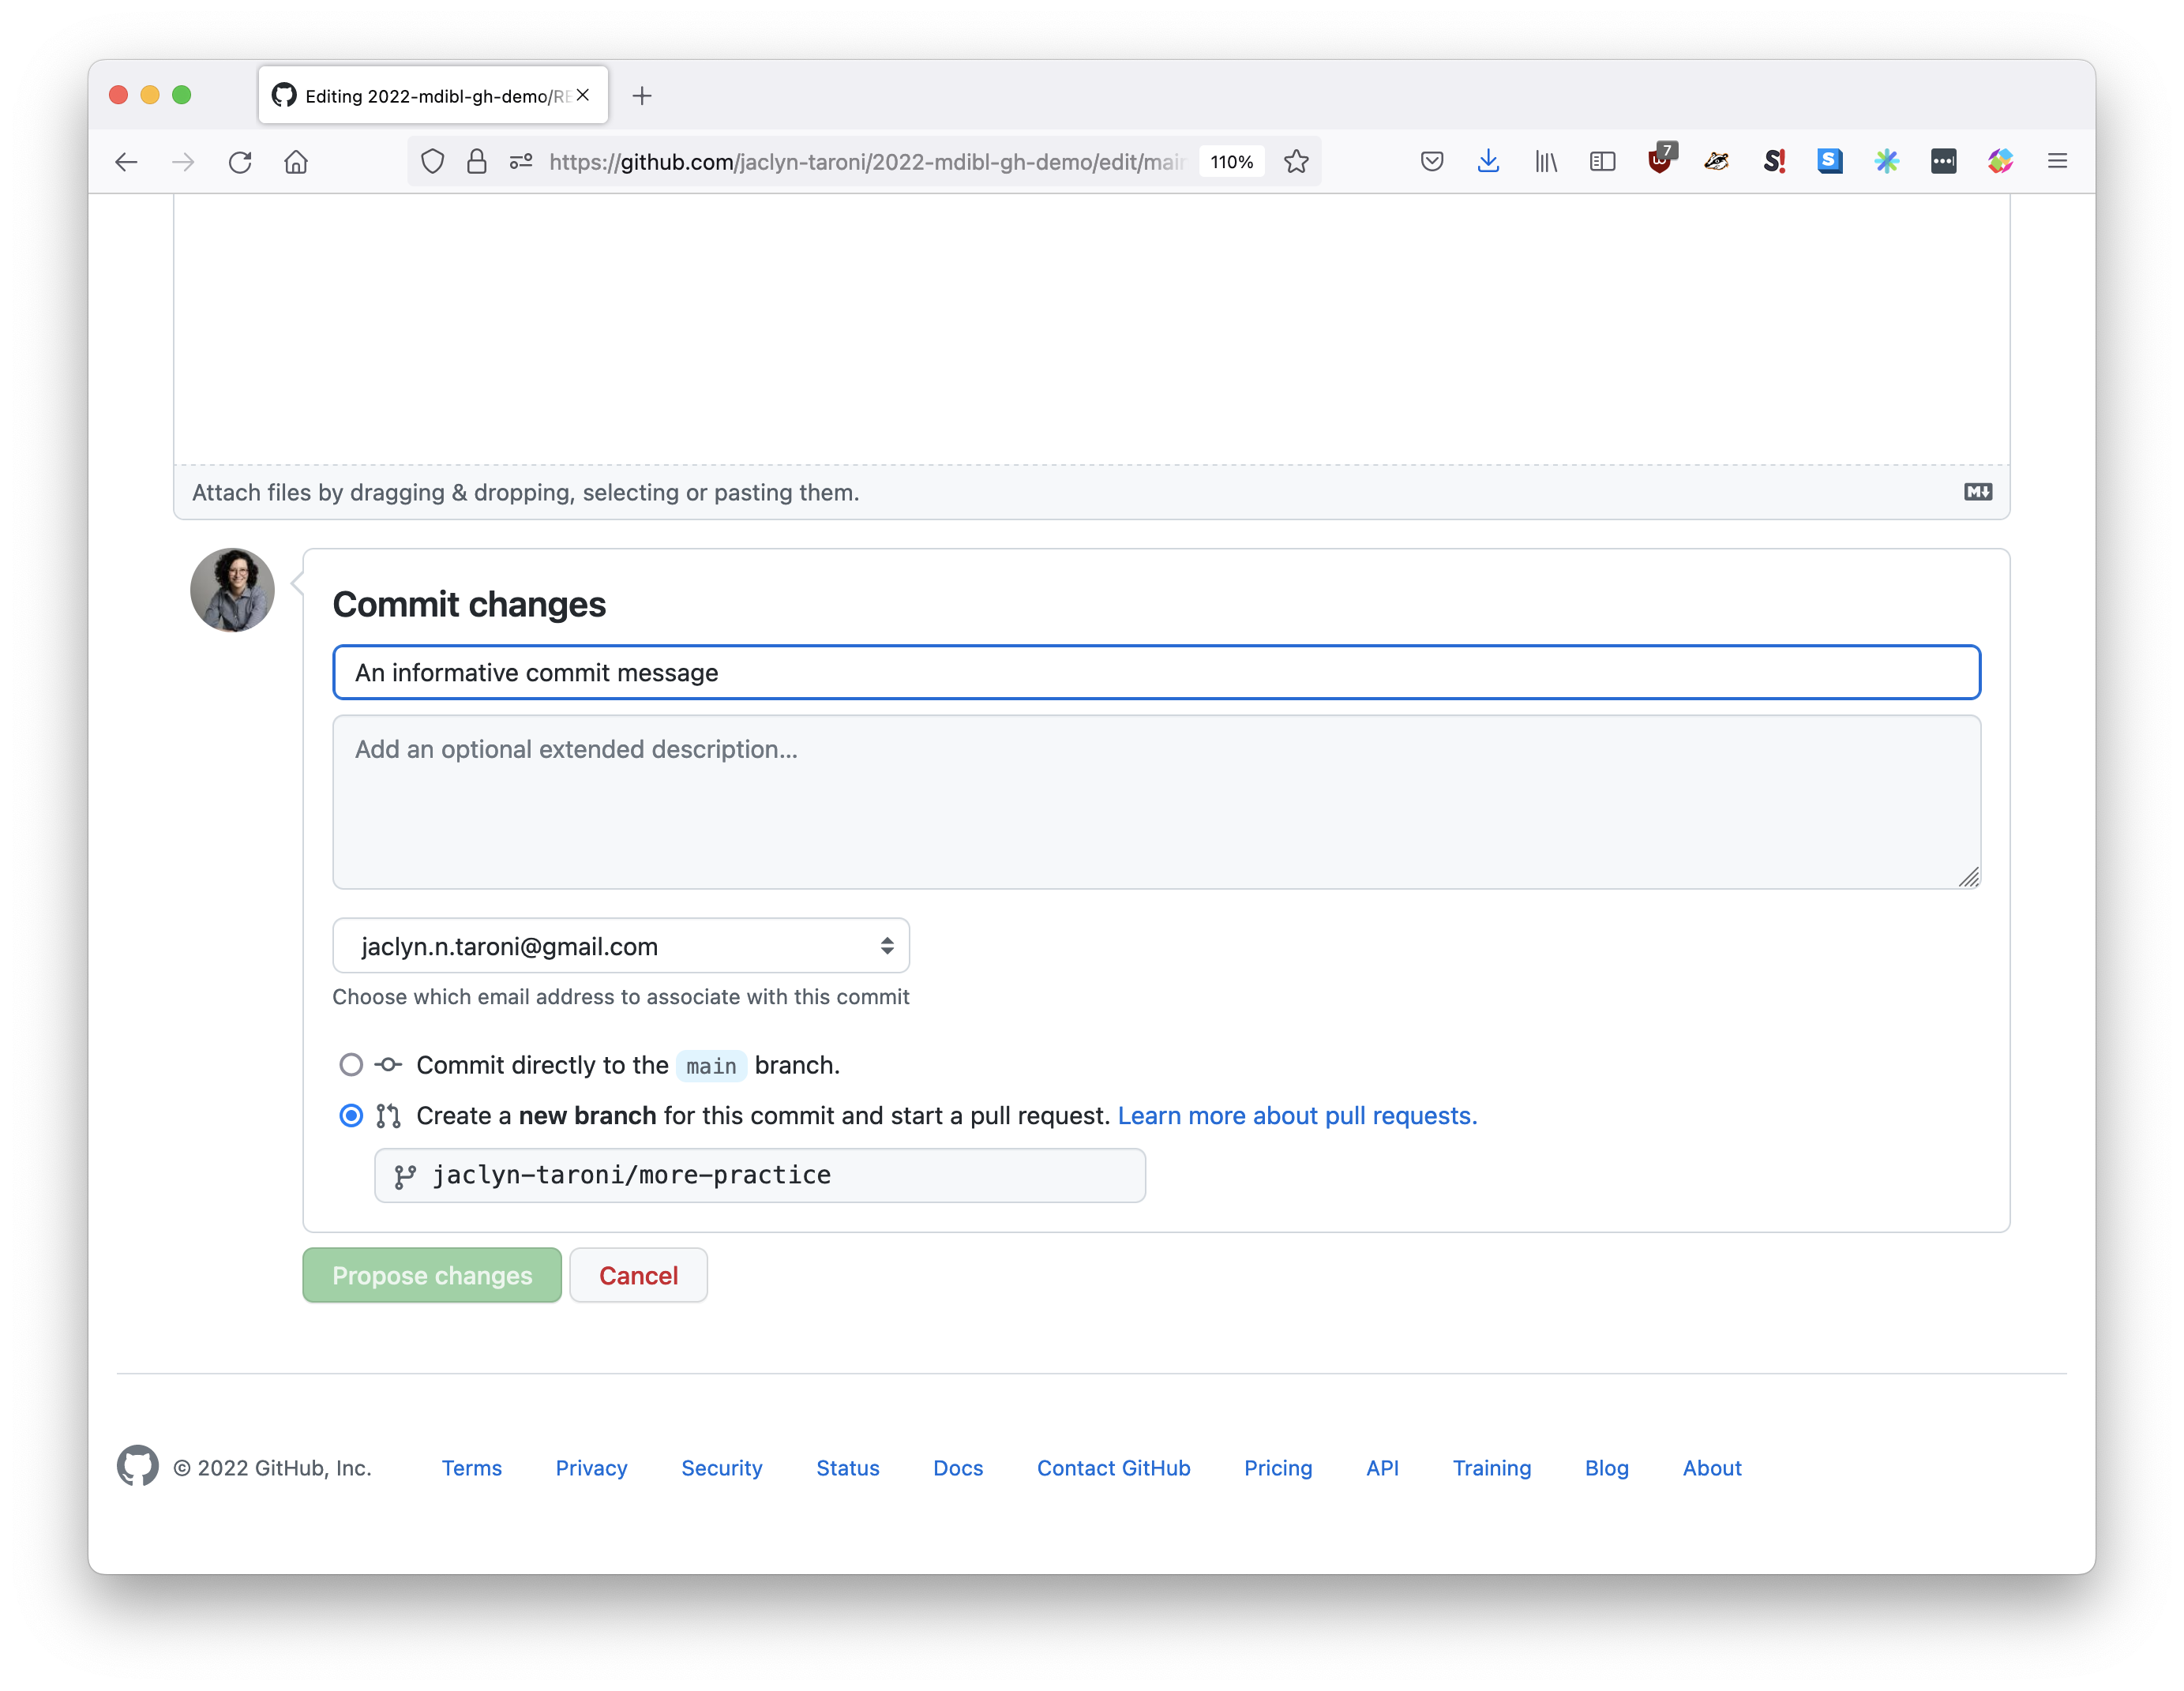 Editing 2022-mdibl-gh-demo/RE
https://github.com/jaclyn-taroni/2022-mdibl-gh-demo/edit/main
110%
7
Attach files by dragging & dropping, selecting or pasting them.
Commit changes
An informative commit message
Add an optional extended description...
jaclyn.n.taroni@gmail.com
Choose which email address to associate with this commit
Commit directly to the main branch.
Create a new branch for this commit and start a pull request. Learn more about pull requests.
jaclyn-taroni/more-practice
Propose changes Cancel
© 2022 GitHub, Inc. Terms Privacy Security Status Docs Contact GitHub Pricing API Training Blog About